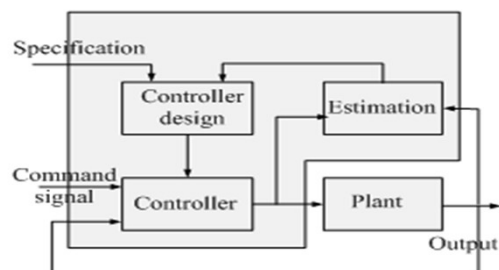 Specification
Controller
design
Estimation
Command
signal
Controller
Plant
Output